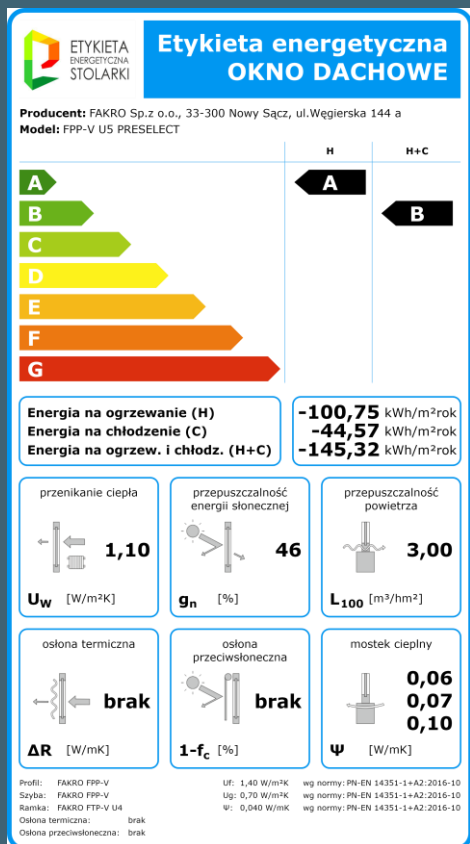 ETYKIETA
ENERGETYCZNA
STOLARKI
Etykieta energetyczna
OKNO DACHOWE
Producent: FAKRO Sp.z o.o., 33-300 Nowy Sącz, ul.Węgierska 144 a
Model: FPP-V U5 PRESELECT
H H+C
A A
B B
C
D
E
F
G
Energia na ogrzewanie (H) -100,75 kWh/m²rok
Energia na chłodzenie (C) -44,57 kWh/m²rok
Energia na ogrzew. i chłodz. (H+C) -145,32 kWh/m²rok
przenikanie ciepła
1,10
Uw [W/m²K]
przepuszczalność
energii słonecznej
46
gn [%]
przepuszczalność
powietrza
3,00
L100 [m³/hm²]
osłona termiczna
brak
ΔR [W/mK]
osłona
przeciwsłoneczna
brak
1-fc [%]
mostek cieplny
0,06
0,07
0,10
Ψ [W/mK]
Profil: FAKRO FPP-V Uf: 1,40 W/m²K wg normy: PN-EN 14351-1+A2:2016-10
Szyba: FAKRO FPP-V Ug: 0,70 W/m²K wg normy: PN-EN 14351-1+A2:2016-10
Ramka: FAKRO FTP-V U4 Ψ: 0,040 W/mK wg normy: PN-EN 14351-1+A2:2016-10
Osłona termiczna: brak
Osłona przeciwsłoneczna: brak